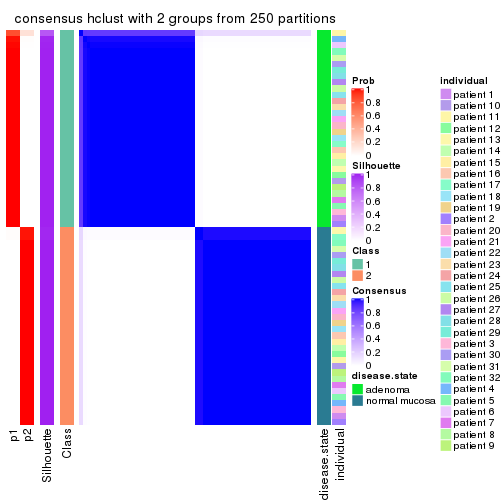 consensus hclust with 2 groups from 250 partitions
p1
p2
Silhouette
Class
disease.state
individual
Prob
1
0.8
0.6
0.4
0.2
0
Silhouette
1
0.8
0.6
0.4
0.2
0
Class
1
2
Consensus
1
0.8
0.6
0.4
0.2
0
disease.state
adenoma
normal mucosa
individual
patient 1
patient 10
patient 11
patient 12
patient 13
patient 14
patient 15
patient 16
patient 17
patient 18
patient 19
patient 2
patient 20
patient 21
patient 22
patient 23
patient 24
patient 25
patient 26
patient 27
patient 28
patient 29
patient 3
patient 30
patient 31
patient 32
patient 4
patient 5
patient 6
patient 7
patient 8
patient 9